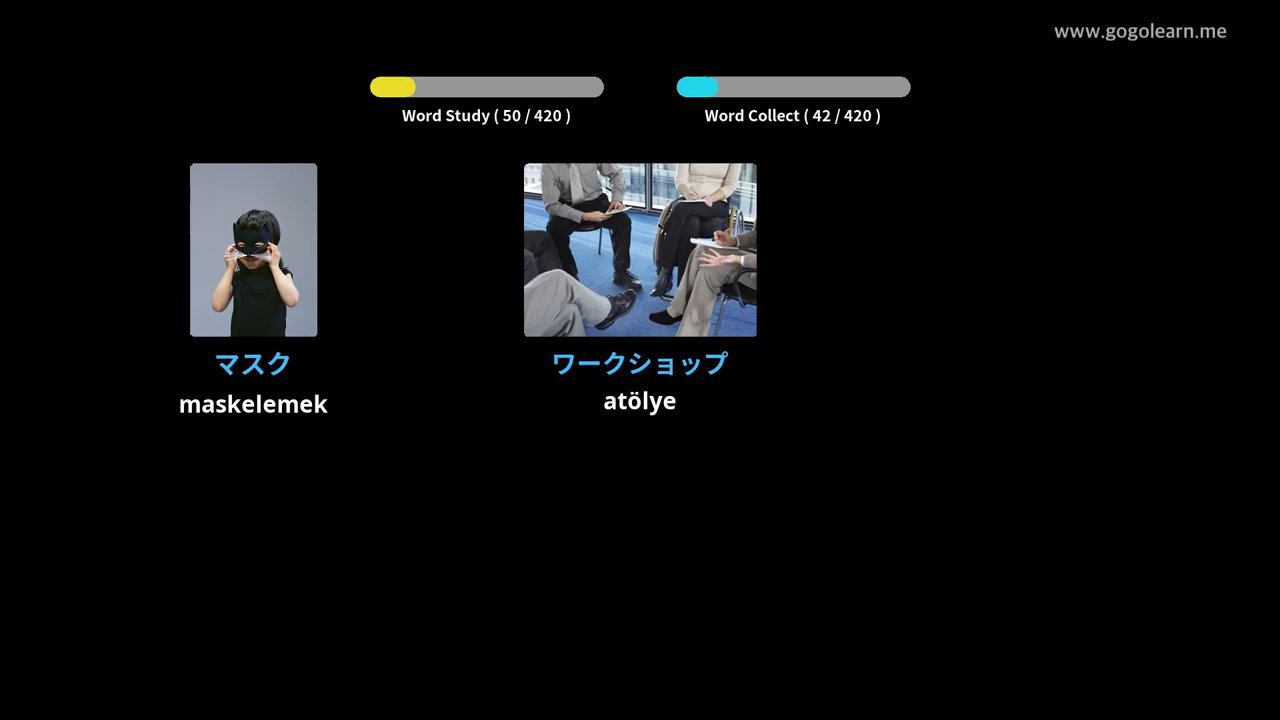 www.gogolearn.me
Word Study ( 50 / 420 )
Word Collect ( 42 / 420 )
マスク
maskelemek
ワークショップ
atölye